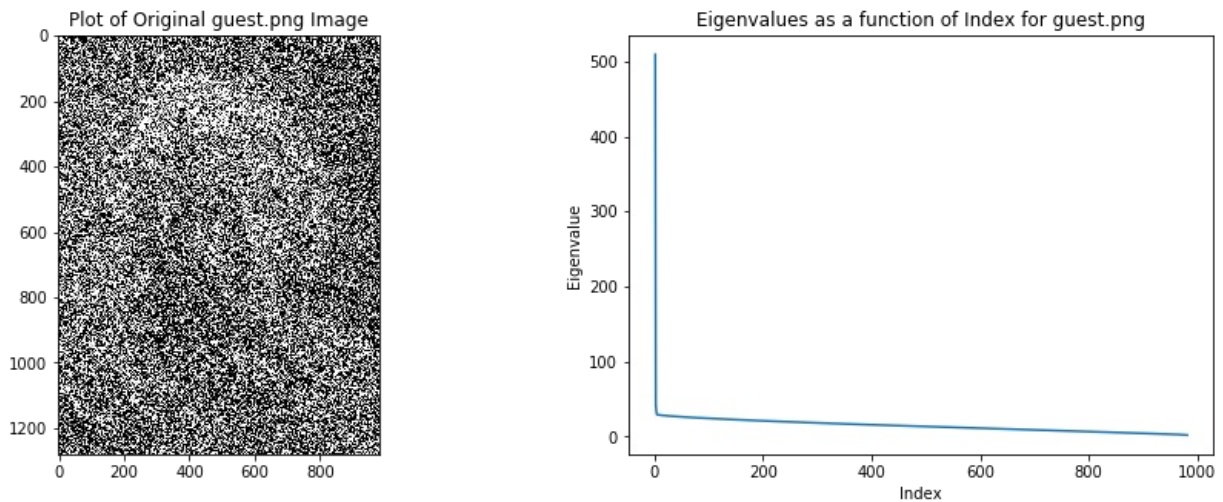 Plot of Original guest.png Image
0
200
400
600
800
1000
1200
0 200 400 600 800
Eigenvalues as a function of Index for guest.png
500
400
300
200
100
0
Eigenvalue
0 200 400 600 800 1000
Index